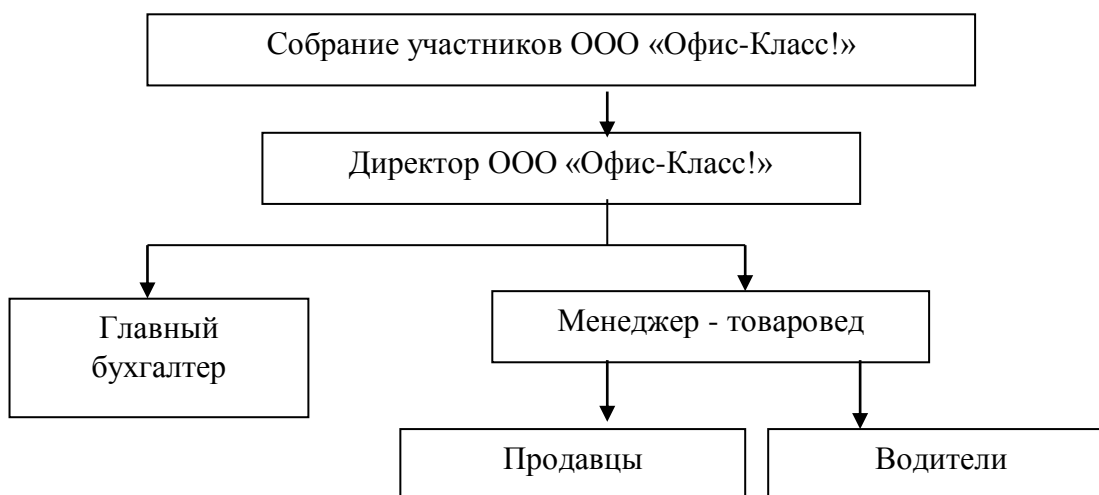 Собрание участников ООО «Офис-Класс!»
Директор ООО «Офис-Класс!»
Главный
бухгалтер
Менеджер - товаровед
Продавцы
Водители